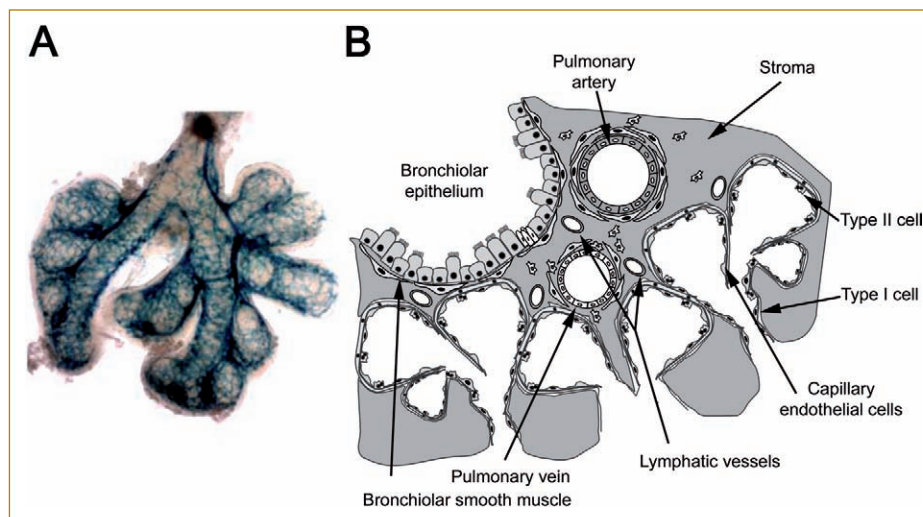 A
B
Pulmonary
artery
Stroma
Bronchiolar
epithelium
Type II cell
Type I cell
Capillary
endothelial cells
Lymphatic vessels
Pulmonary vein
Bronchiolar smooth muscle